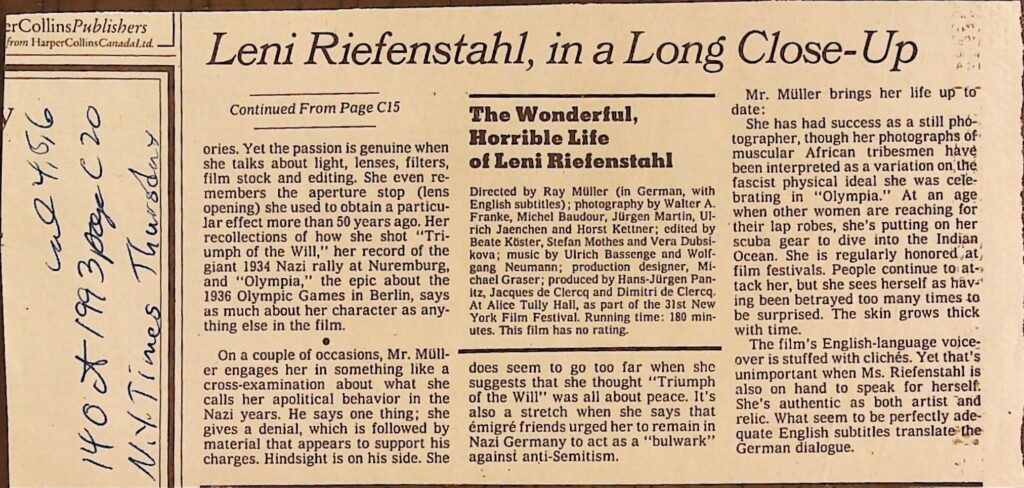 erCollinsPublishers
from HarperCollinsCanadaLtd.
Leni Riefenstahl, in a Long Close-Up
Continued From Page C15
ories. Yet the passion is genuine when
she talks about light, lenses, filters,
film stock and editing. She even re-
members the aperture stop (lens
opening) she used to obtain a particu-
lar effect more than 50 years ago. Her
recollections of how she shot "Tri-
umph of the Will," her record of the
giant 1934 Nazi rally at Nuremburg,
and "Olympia," the epic about the
1936 Olympic Games in Berlin, says
as much about her character as any-
thing else in the film.
On a couple of occasions, Mr. Müll-
er engages her in something like a
cross-examination about what she
calls her apolitical behavior in the
Nazi years. He says one thing; she
gives a denial, which is followed by
material that appears to support his
charges. Hindsight is on his side. She
The Wonderful,
Horrible Life
of Leni Riefenstahl
Directed by Ray Müller (in German, with
English subtitles); photography by Walter A.
Franke, Michel Baudour, Jürgen Martin, Ul-
rich Jaenchen and Horst Kettner; edited by
Beate Köster, Stefan Mothes and Vera Dubsi-
kova; music by Ulrich Bassenge and Wolf-
gang Neumann; production designer, Mi-
chael Graser; produced by Hans-Jürgen Pan-
itz, Jacques de Clercq and Dimitri de Clercq.
At Alice Tully Hall, as part of the 31st New
York Film Festival. Running time: 180 min-
utes. This film has no rating.
does seem to go too far when she
suggests that she thought "Triumph
of the Will" was all about peace. It's
also a stretch when she says that
émigré friends urged her to remain in
Nazi Germany to act as a "bulwark"
against anti-Semitism.
Mr. Müller brings her life up to
date:
She has had success as a still pho-
tographer, though her photographs of
muscular African tribesmen have
been interpreted as a variation on the
fascist physical ideal she was cele-
brating in "Olympia." At an age
when other women are reaching for
their lap robes, she's putting on her
scuba gear to dive into the Indian
Ocean. She is regularly honored at
film festivals. People continue to at-
tack her, but she sees herself as hav-
ing been betrayed too many times to
be surprised. The skin grows thick
with time.
The film's English-language voice-
over is stuffed with clichés. Yet that's
unimportant when Ms. Riefenstahl is
also on hand to speak for herself.
She's authentic as both artist and
relic. What seem to be perfectly ade-
quate English subtitles translate the
German dialogue.
y
4,5,6
14 Oct 1993 page C20
N.Y. Times Thursday